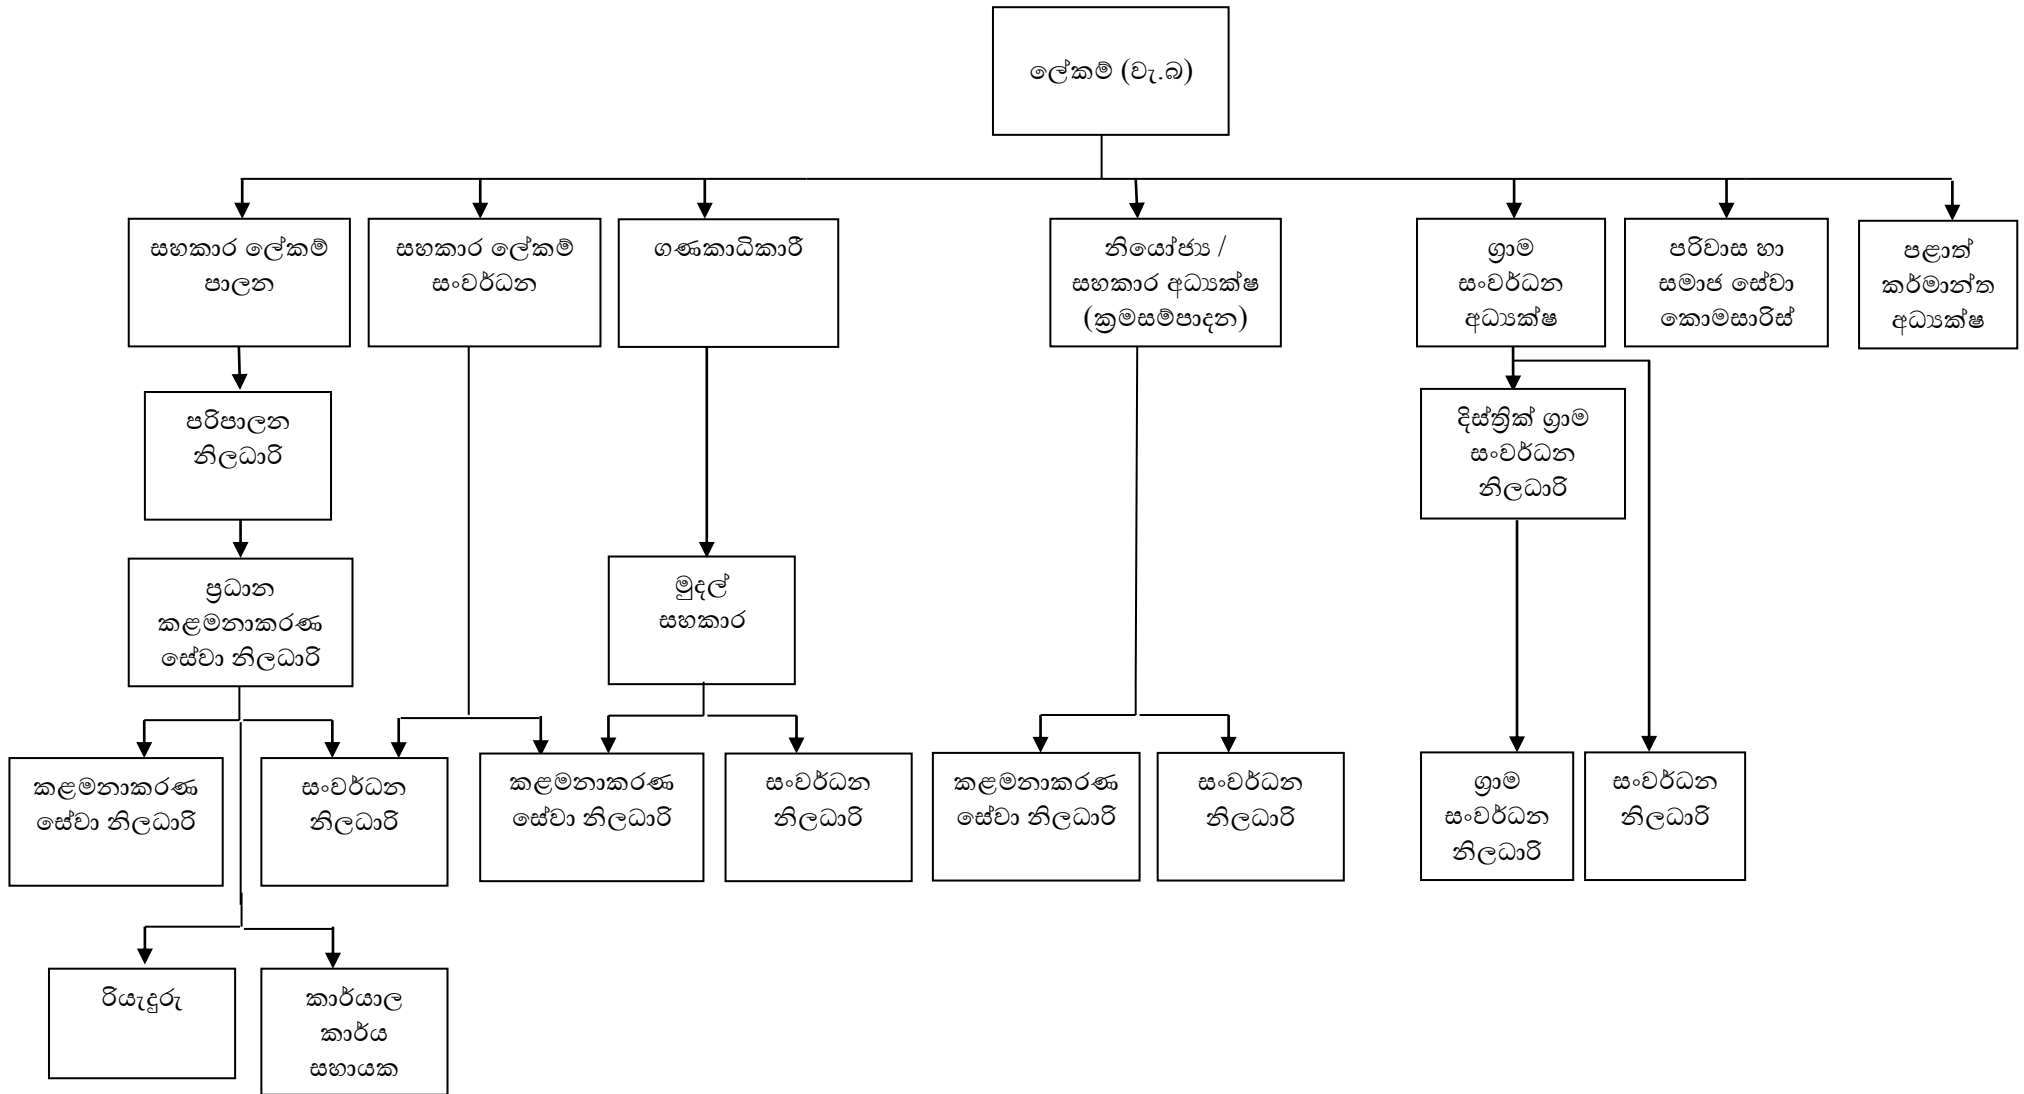 ලේකම් (වැ.බ)
සහකාර ලේකම්
පාලන
සහකාර ලේකම්
සංවර්ධන
ගණකාධිකාරී
නියෝජ්‍ය /
සහකාර අධ්‍යක්ෂ
(ක්‍රමසම්පාදන)
ග්‍රාම
සංවර්ධන
අධ්‍යක්ෂ
පරිවාස හා
සමාජ සේවා
කොමසාරිස්
පළාත්
කර්මාන්ත
අධ්‍යක්ෂ
පරිපාලන
නිලධාරි
දිස්ත්‍රික් ග්‍රාම
සංවර්ධන
නිලධාරි
ප්‍රධාන
කළමනාකරණ
සේවා නිලධාරි
මුදල්
සහකාර
කළමනාකරණ
සේවා නිලධාරි
සංවර්ධන
නිලධාරි
කළමනාකරණ
සේවා නිලධාරි
සංවර්ධන
නිලධාරි
කළමනාකරණ
සේවා නිලධාරි
සංවර්ධන
නිලධාරි
ග්‍රාම
සංවර්ධන
නිලධාරි
සංවර්ධන
නිලධාරි
රියැදුරු
කාර්යාල
කාර්ය
සහායක